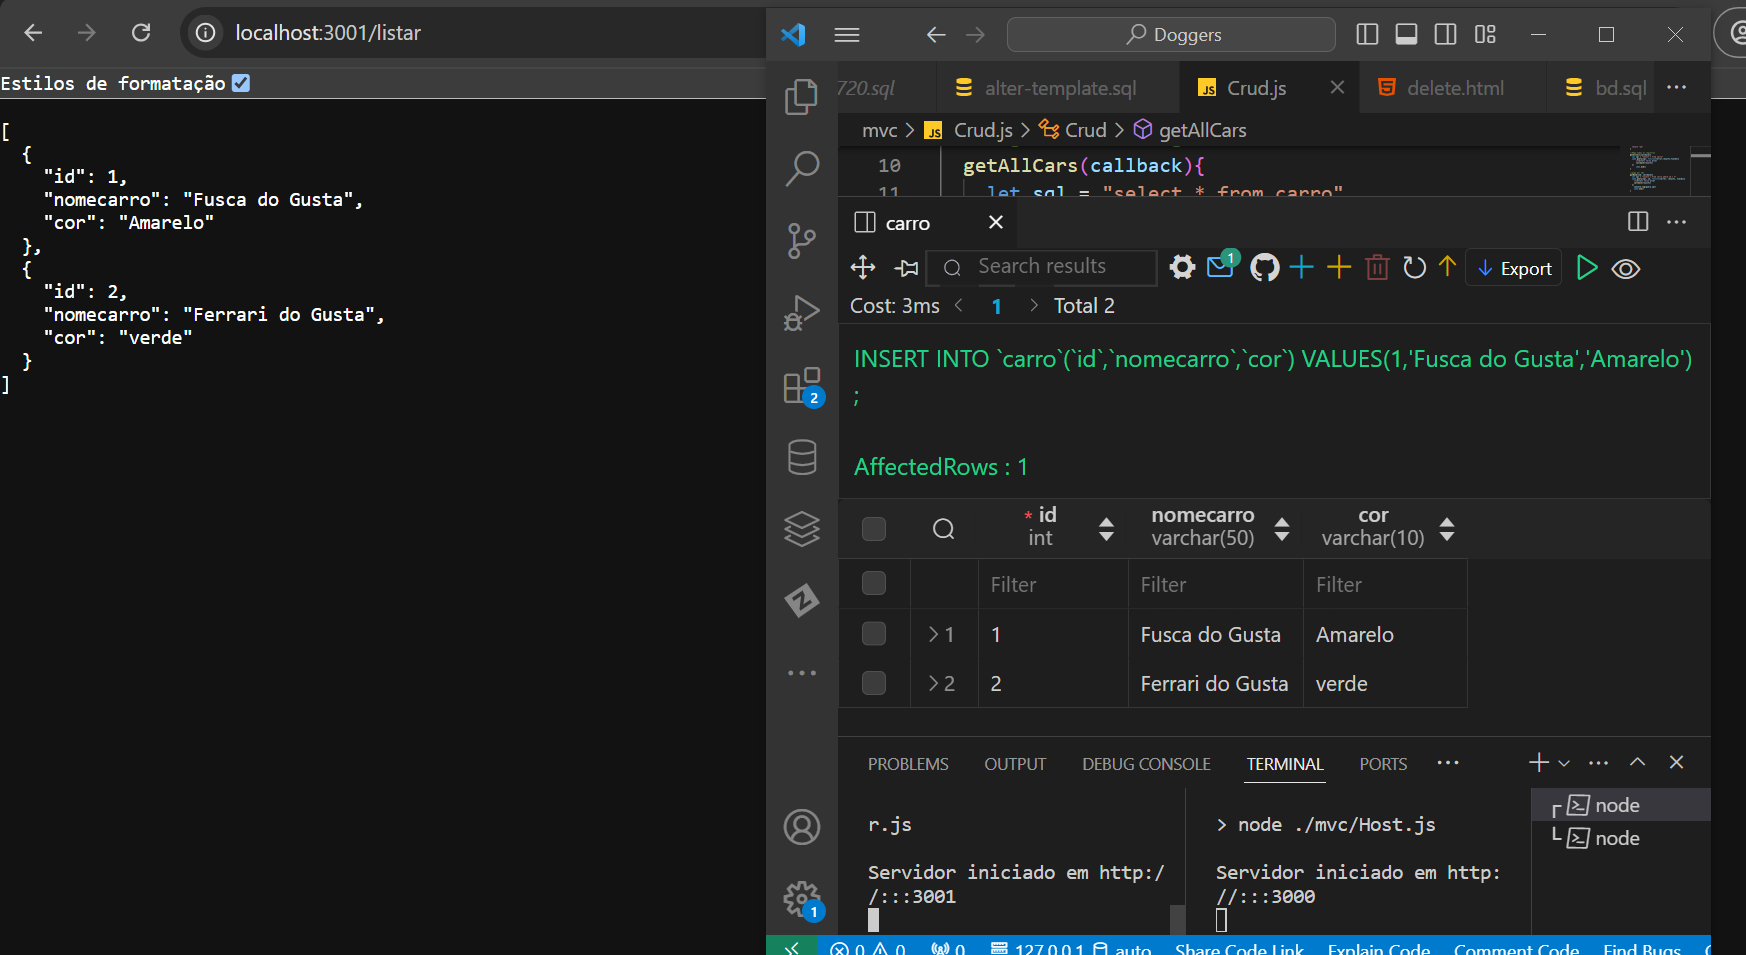 localhost:3001/listar
Estilos de formatação
[
  {
    "id": 1,
    "nomecarro": "Fusca do Gusta",
    "cor": "Amarelo"
  },
  {
    "id": 2,
    "nomecarro": "Ferrari do Gusta",
    "cor": "verde"
  }
]
Doggers
720.sql alter-template.sql JS Crud.js delete.html bd.sql ...
mvc > JS Crud.js > Crud > getAllCars
10 getAllCars(callback){
11 let sql = "select * from carro"
carro
Search results 1 Export
Cost: 3ms < 1 > Total 2
INSERT INTO `carro`(`id`,`nomecarro`,`cor`) VALUES(1,'Fusca do Gusta','Amarelo')
;
AffectedRows : 1
* id nomecarro cor
int varchar(50) varchar(10)
Filter Filter Filter
1 1 Fusca do Gusta Amarelo
2 2 Ferrari do Gusta verde
2
1
PROBLEMS OUTPUT DEBUG CONSOLE TERMINAL PORTS ...
r.js
Servidor iniciado em http:/
/:::3001
> node ./mvc/Host.js
Servidor iniciado em http:
//:::3000
node
node
0 0 0 127.0.0.1 auto Share Code Link Explain Code Comment Code Find Bugs